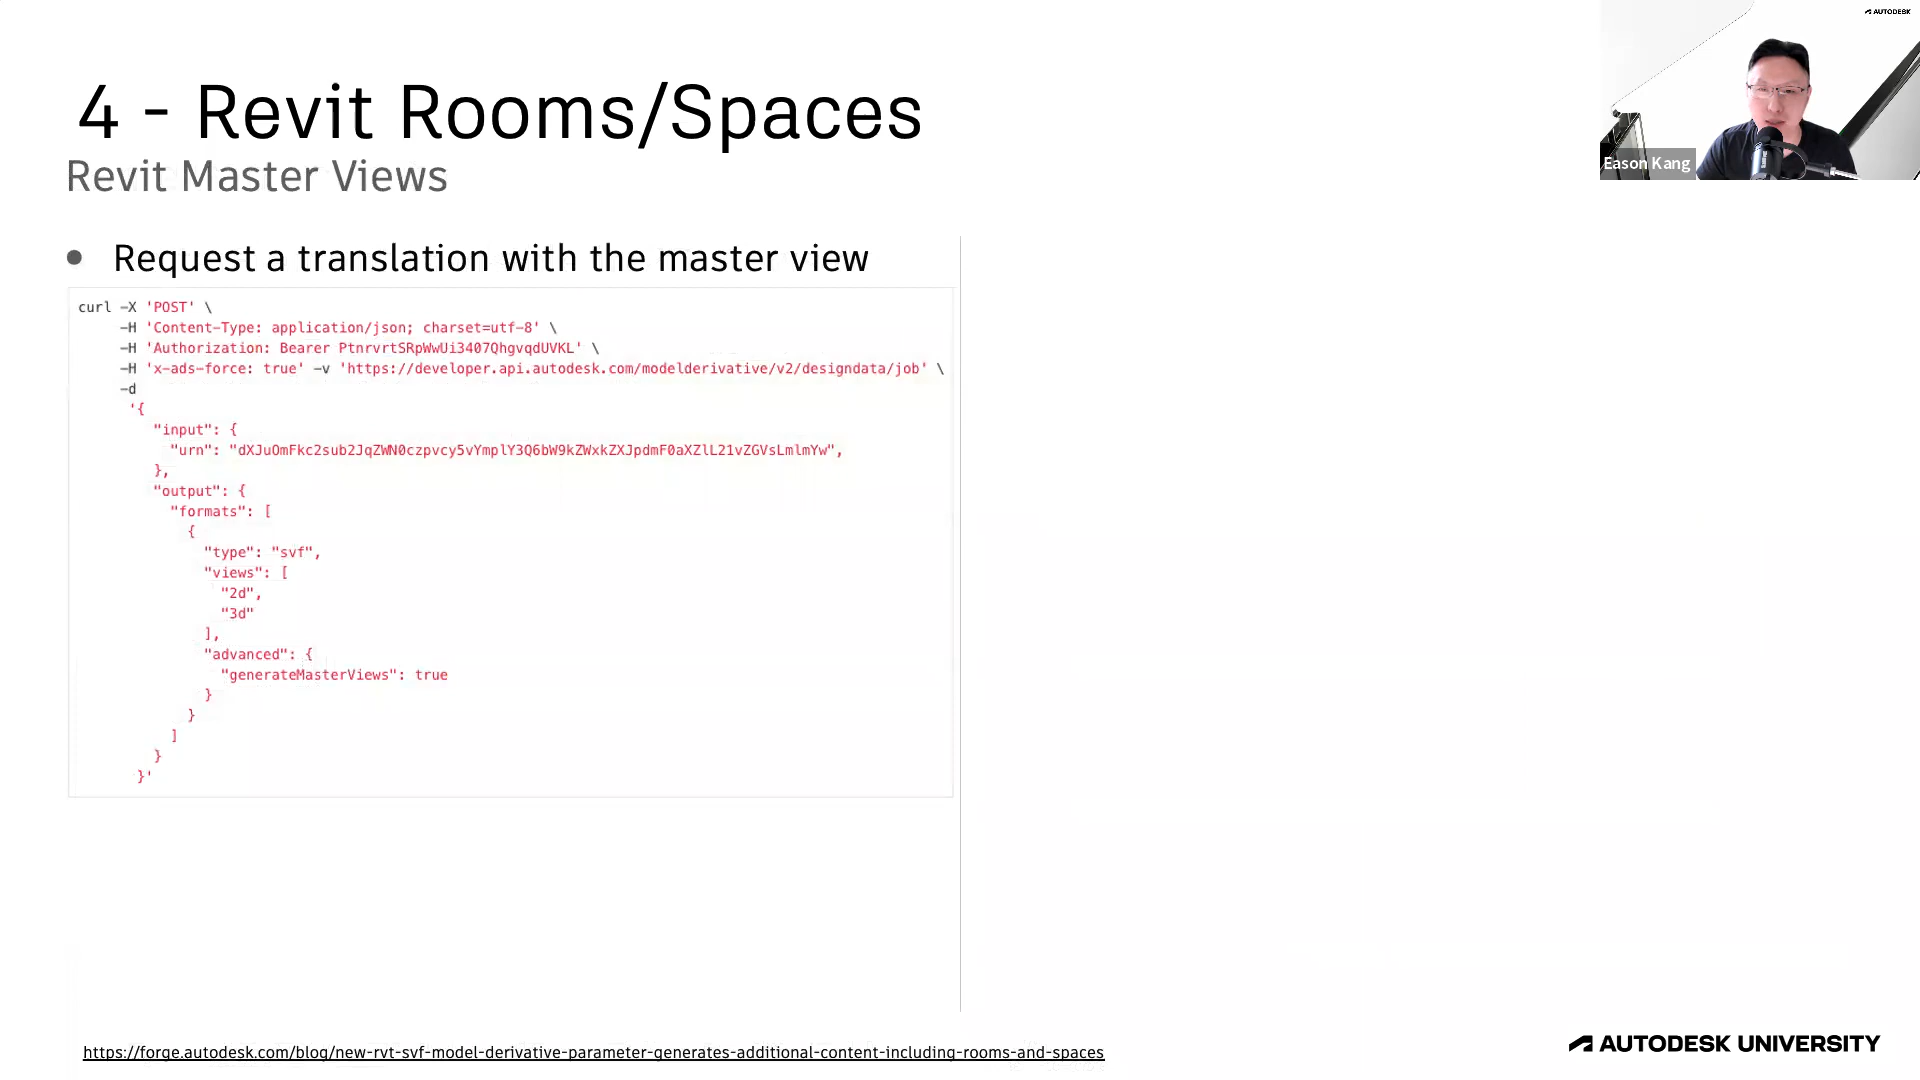 AUTODESK
4 - Revit Rooms/Spaces
Revit Master Views
Eason Kang
• Request a translation with the master view
curl -X 'POST' \
-H 'Content-Type: application/json; charset=utf-8' \
-H 'Authorization: Bearer PtnrvrtSRpWwUi3407QhgvqdUVKL' \
-H 'x-ads-force: true' -v 'https://developer.api.autodesk.com/modelderivative/v2/designdata/job' \
-d
'{
"input": {
"urn": "dXJuOmFkc2sub2JqZWN0czpvcy5vYmplY3Q6bW9kZWxkZXJpdmF0aXZlL21vZGVsLmlmYw",
},
"output": {
"formats": [
{
"type": "svf",
"views": [
"2d",
"3d"
],
"advanced": {
"generateMasterViews": true
}
}
]
}
}'
https://forge.autodesk.com/blog/new-rvt-svf-model-derivative-parameter-generates-additional-content-including-rooms-and-spaces
AUTODESK UNIVERSITY